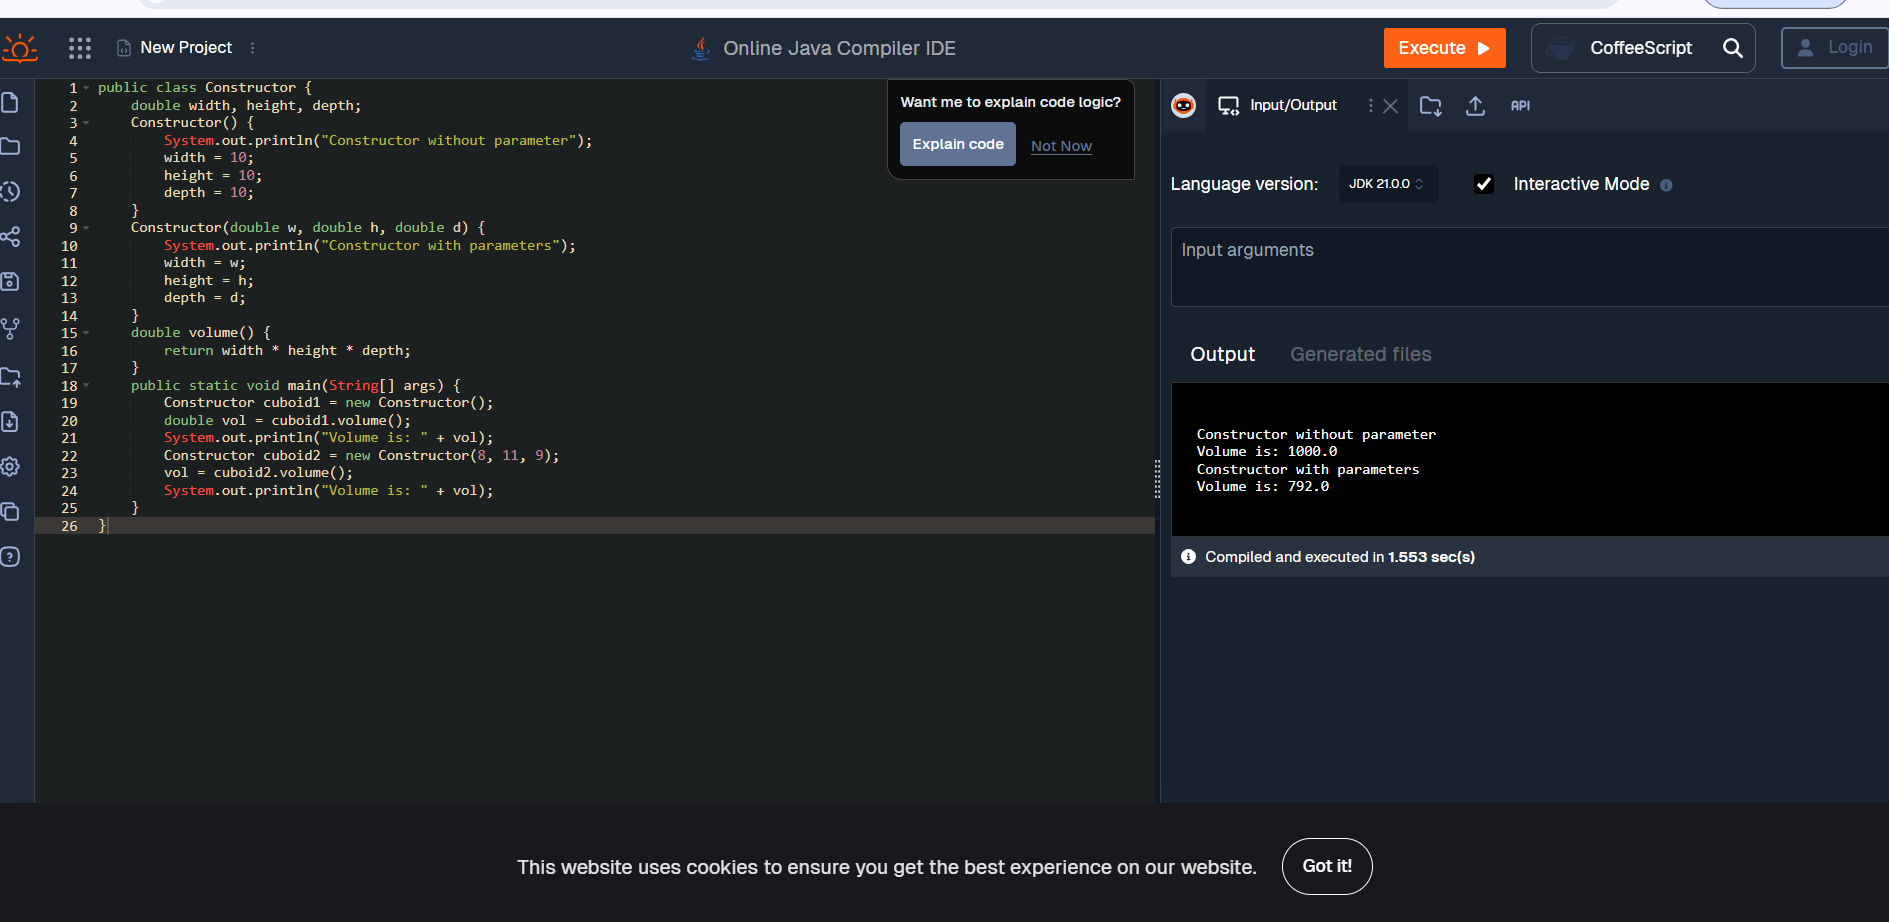 New Project
Online Java Compiler IDE
Execute
CoffeeScript
Login
1 public class Constructor {
2     double width, height, depth;
3     Constructor() {
4         System.out.println("Constructor without parameter");
5         width = 10;
6         height = 10;
7         depth = 10;
8     }
9     Constructor(double w, double h, double d) {
10         System.out.println("Constructor with parameters");
11         width = w;
12         height = h;
13         depth = d;
14     }
15     double volume() {
16         return width * height * depth;
17     }
18     public static void main(String[] args) {
19         Constructor cuboid1 = new Constructor();
20         double vol = cuboid1.volume();
21         System.out.println("Volume is: " + vol);
22         Constructor cuboid2 = new Constructor(8, 11, 9);
23         vol = cuboid2.volume();
24         System.out.println("Volume is: " + vol);
25     }
26 }
Want me to explain code logic?
Explain code
Not Now
Input/Output
API
Language version:
JDK 21.0.0
Interactive Mode
Input arguments
Output
Generated files
Constructor without parameter
Volume is: 1000.0
Constructor with parameters
Volume is: 792.0
Compiled and executed in 1.553 sec(s)
This website uses cookies to ensure you get the best experience on our website.
Got it!